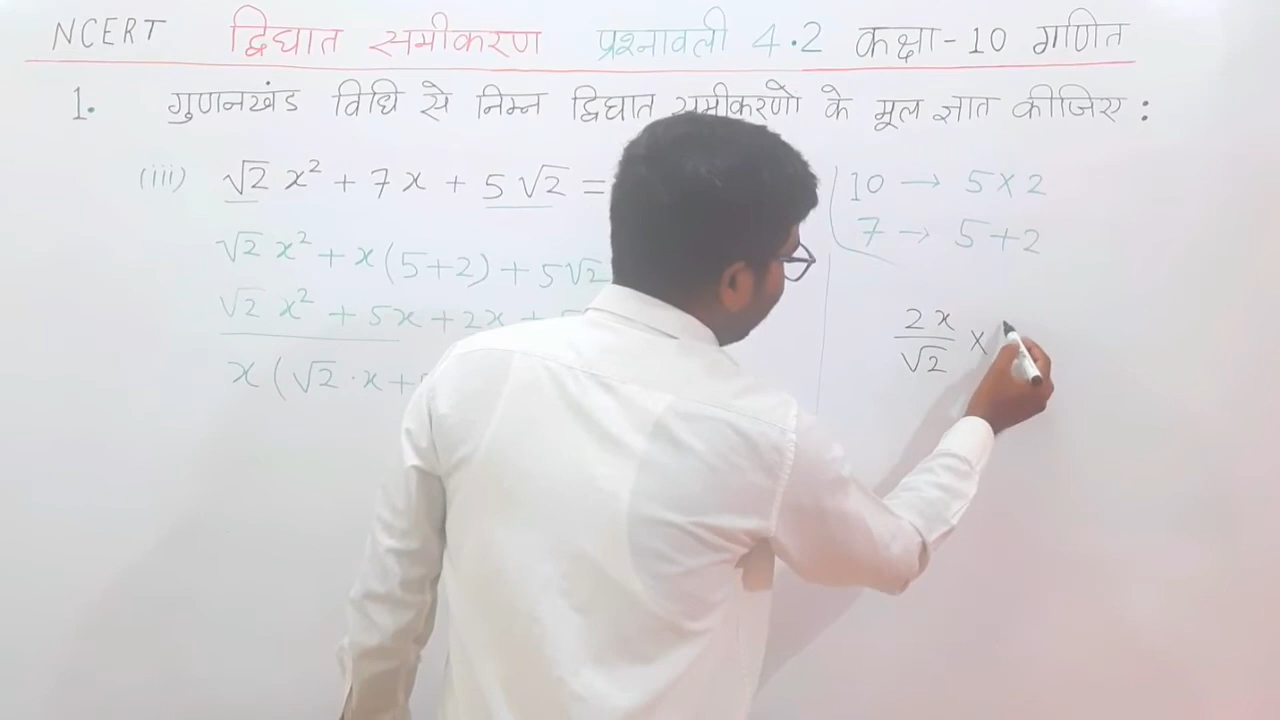 NCERT द्विघात समीकरण प्रश्नावली 4.2 कक्षा-10 गणित
1. गुणनखंड विधि से निम्न द्विघात समीकरणो के मूल ज्ञात कीजिए :
(iii) √2 x² + 7x + 5√2 =
10 → 5×2
7 → 5+2
√2 x² + x(5+2) + 5√2
√2 x² + 5x + 2x +
x(√2·x +
2x/√2 ×